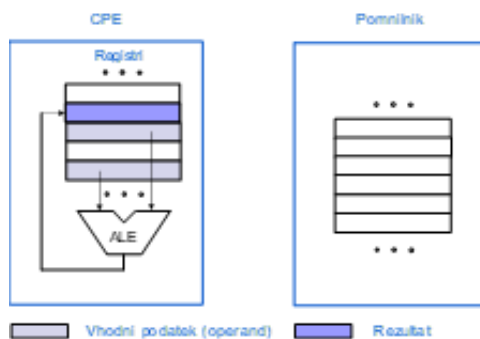 CPE
Pomnilnik
Registri
ALE
Vhodni podatek (operand)
Rezultat